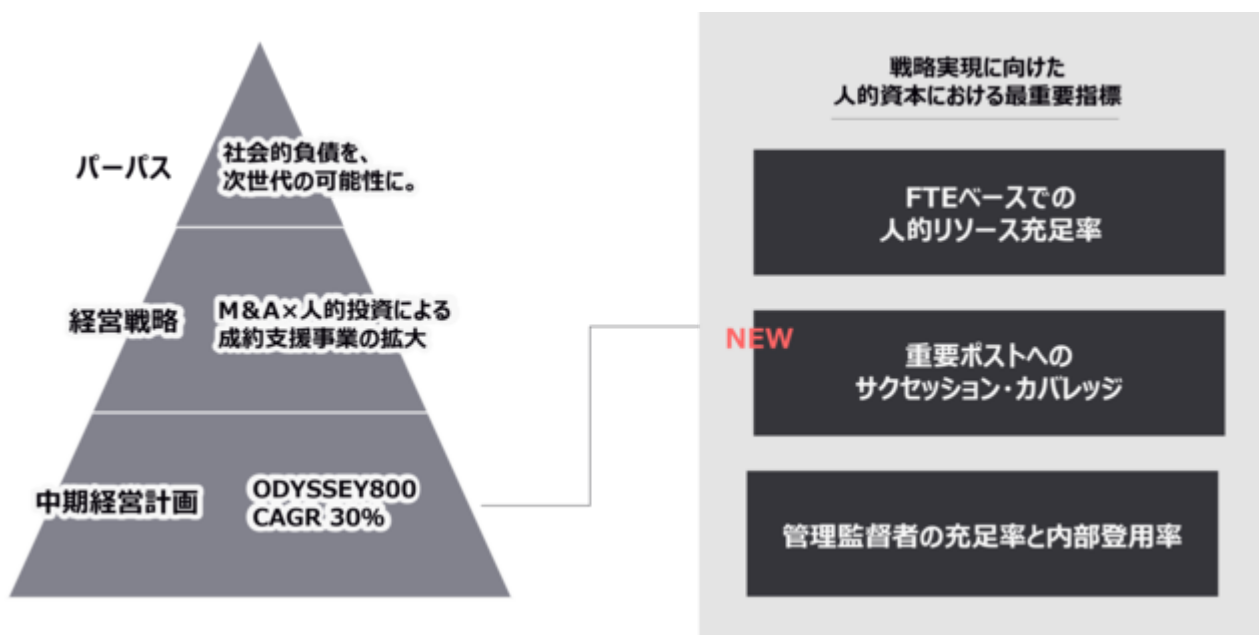 パーパス
社会的負債を、
次世代の可能性に。
経営戦略
M&A×人的投資による
成約支援事業の拡大
中期経営計画
ODYSSEY800
CAGR 30%
戦略実現に向けた
人的資本における最重要指標
FTEベースでの
人的リソース充足率
NEW
重要ポストへの
サクセッション・カバレッジ
管理監督者の充足率と内部登用率